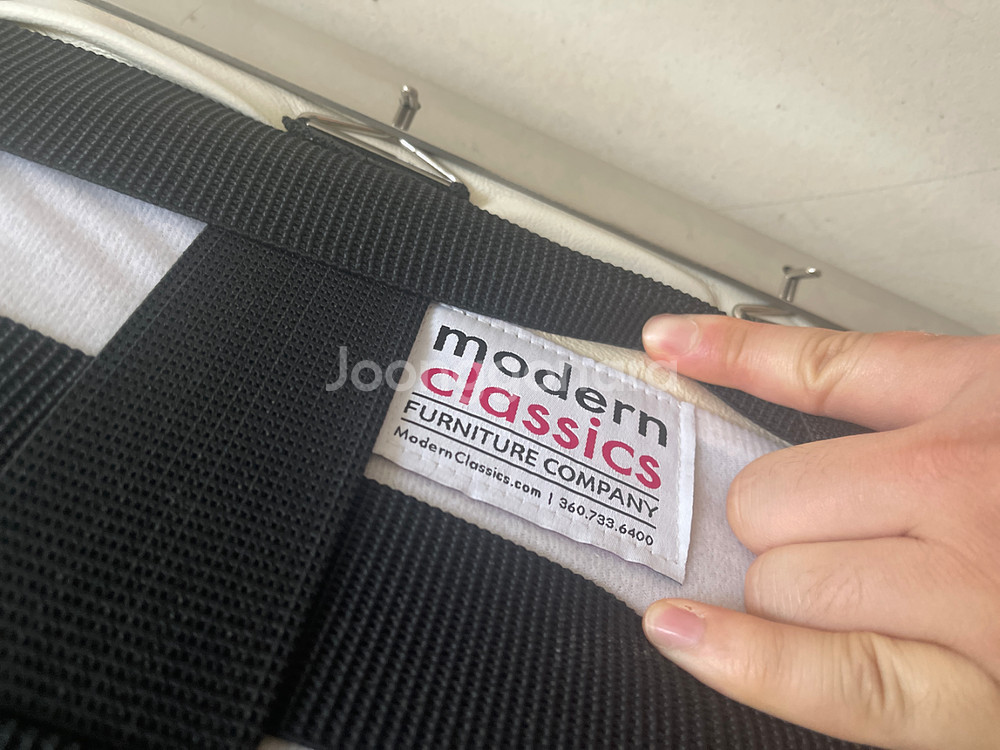 modern
classics
FURNITURE COMPANY
ModernClassics.com | 360.733.6400